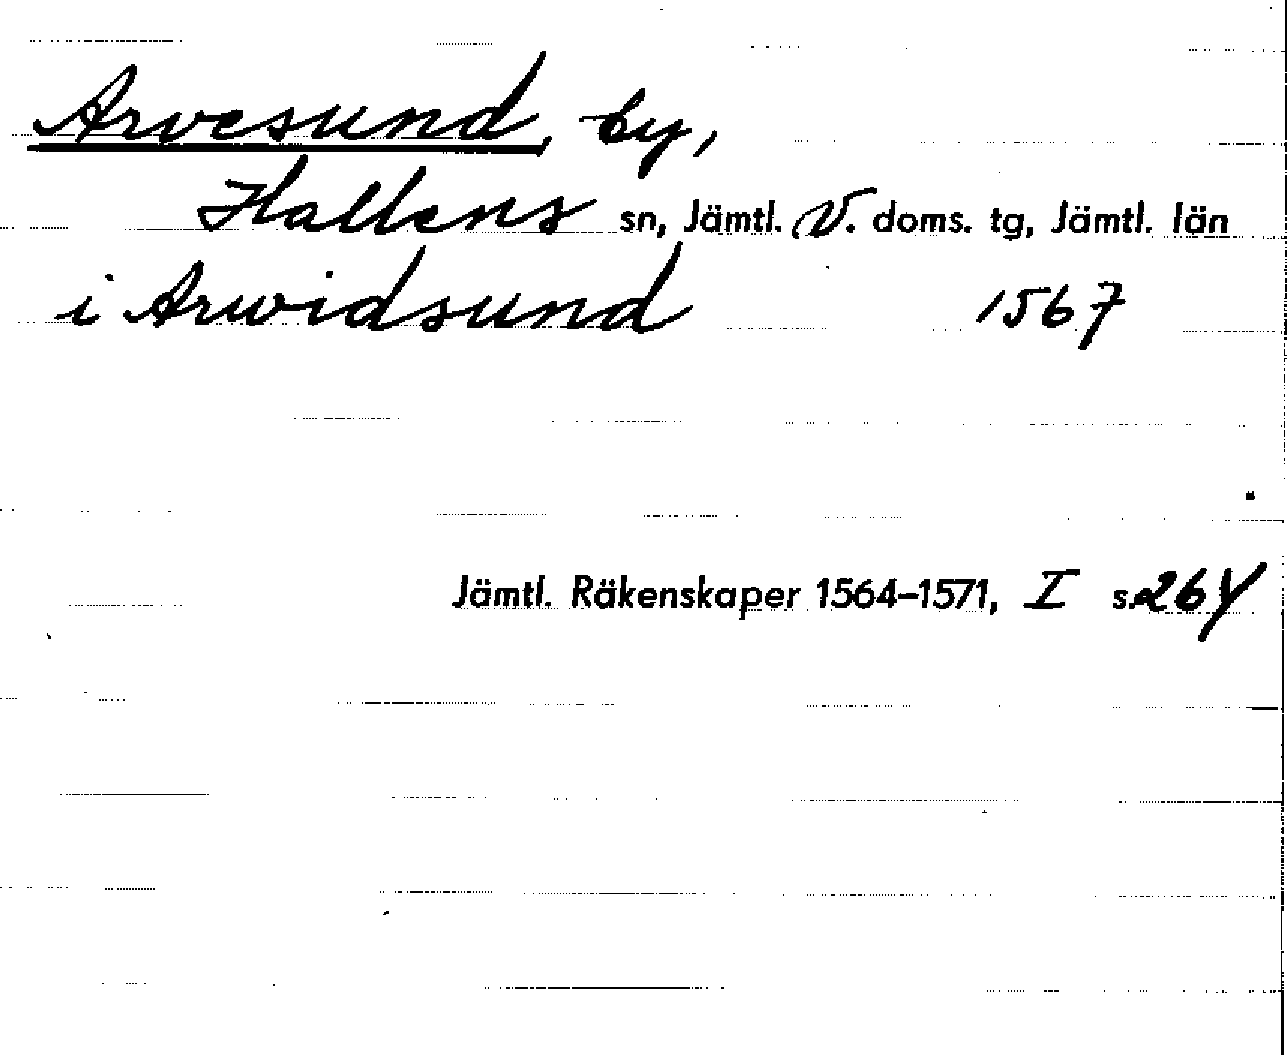 Arvesund, by,
Hallens sn, Jämtl. V. doms. tg, Jämtl. län
i Arwidsund 1567
Jämtl. Räkenskaper 1564–1571, I s. 264